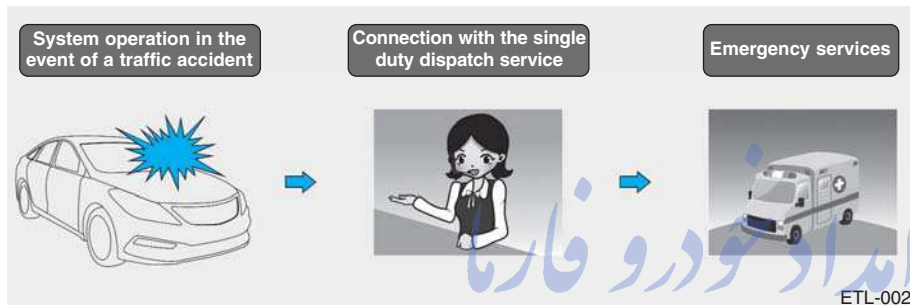 System operation in the
event of a traffic accident
Connection with the single
duty dispatch service
Emergency services
امداد خودرو فارما
ETL-002